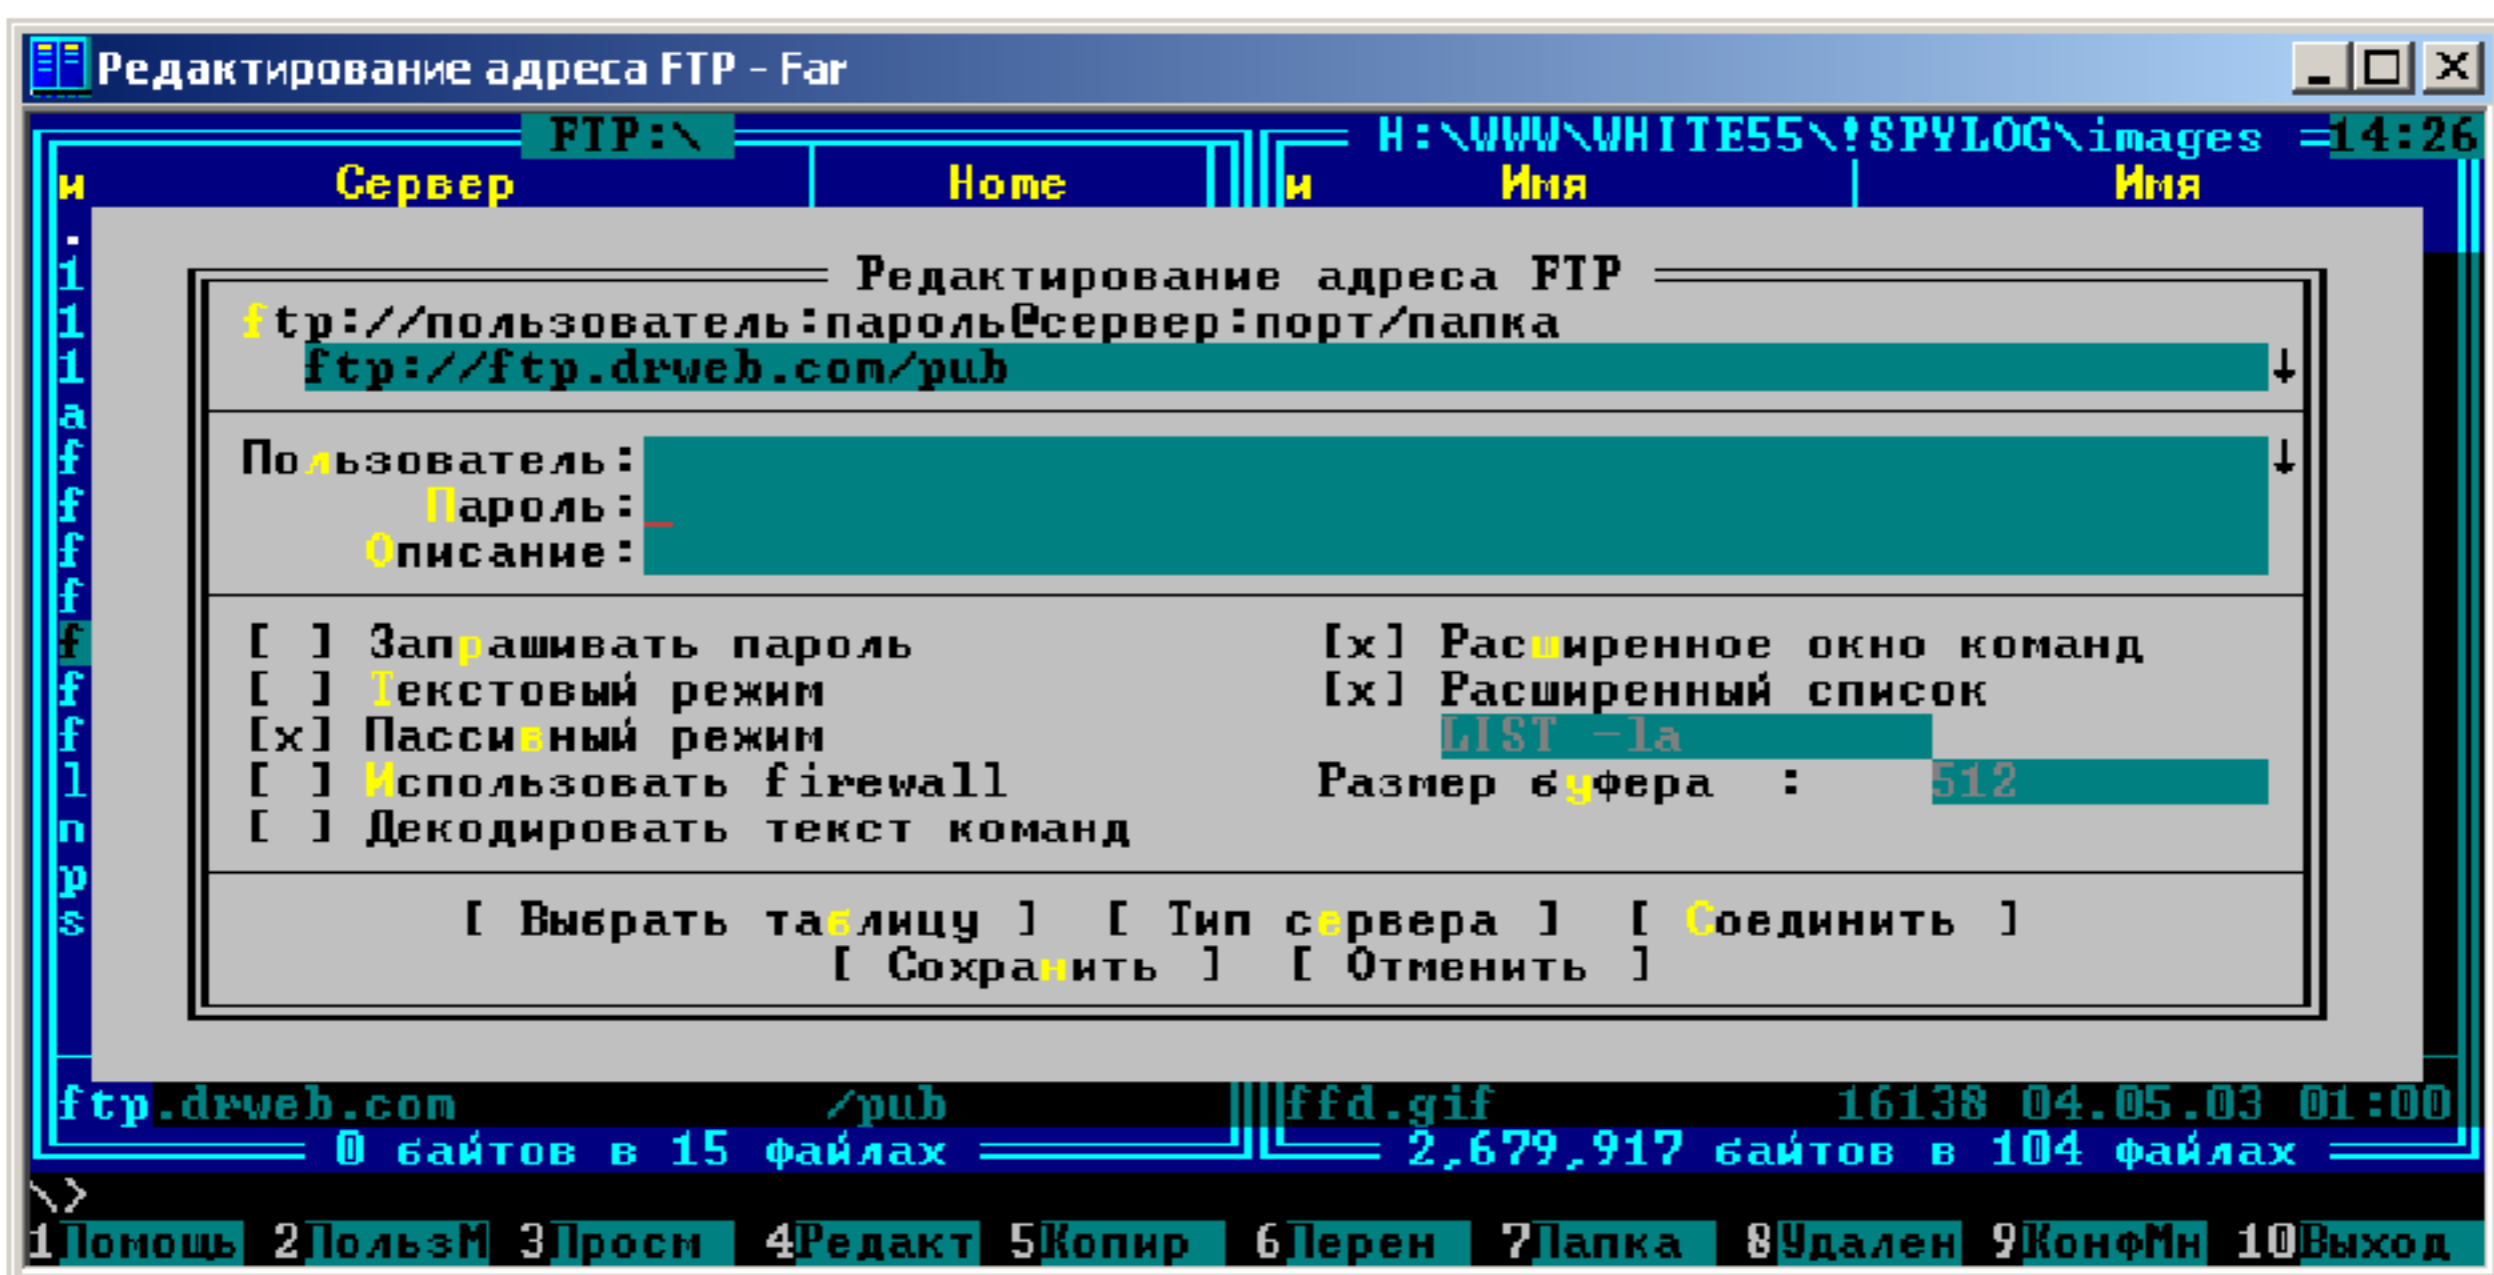 Редактирование адреса FTP - Far
FTP:\ H:\WWW\WHITE55\!SPYLOG\images 14:26
и Сервер Home и Имя Имя
Редактирование адреса FTP
ftp://пользователь:пароль@сервер:порт/папка
ftp://ftp.drweb.com/pub
Пользователь:
Пароль:
Описание:
[ ] Запрашивать пароль [x] Расширенное окно команд
[ ] Текстовый режим [x] Расширенный список
[x] Пассивный режим LIST -la
[ ] Использовать firewall Размер буфера : 512
[ ] Декодировать текст команд
[ Выбрать таблицу ] [ Тип сервера ] [ Соединить ]
[ Сохранить ] [ Отменить ]
.
1
1
1
a
f
f
f
f
f
f
f
l
n
p
s
ftp.drweb.com /pub ffd.gif 16138 04.05.03 01:00
0 байтов в 15 файлах 2,679,917 байтов в 104 файлах
\>
1Помощь 2ПользМ 3Просм 4Редакт 5Копир 6Перен 7Папка 8Удален 9КонфМн 10Выход